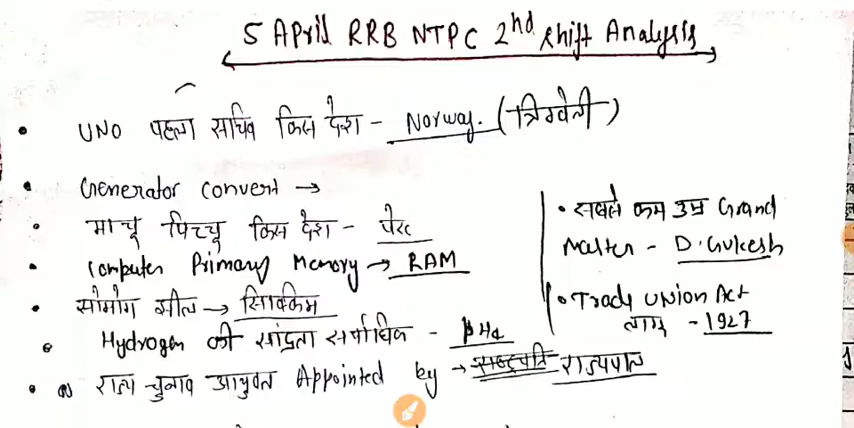 5 April RRB NTPC 2nd Shift Analysis
• UNO पहला सचिव किस देश - Norway. (त्रिग्वेली)
• Generator Convert →
• माचू पिच्चू किस देश - पेरू
• Computer Primary Memory → RAM
• सोमोग झील → सिक्किम
• Hydrogen की सांद्रता सर्वाधिक -
• राज्य चुनाव आयुक्त Appointed by → राष्ट्रपति राज्यपाल
• सबसे कम उम्र Grand
Master - D. Gukesh
• Trade Union Act
लागू - 1927